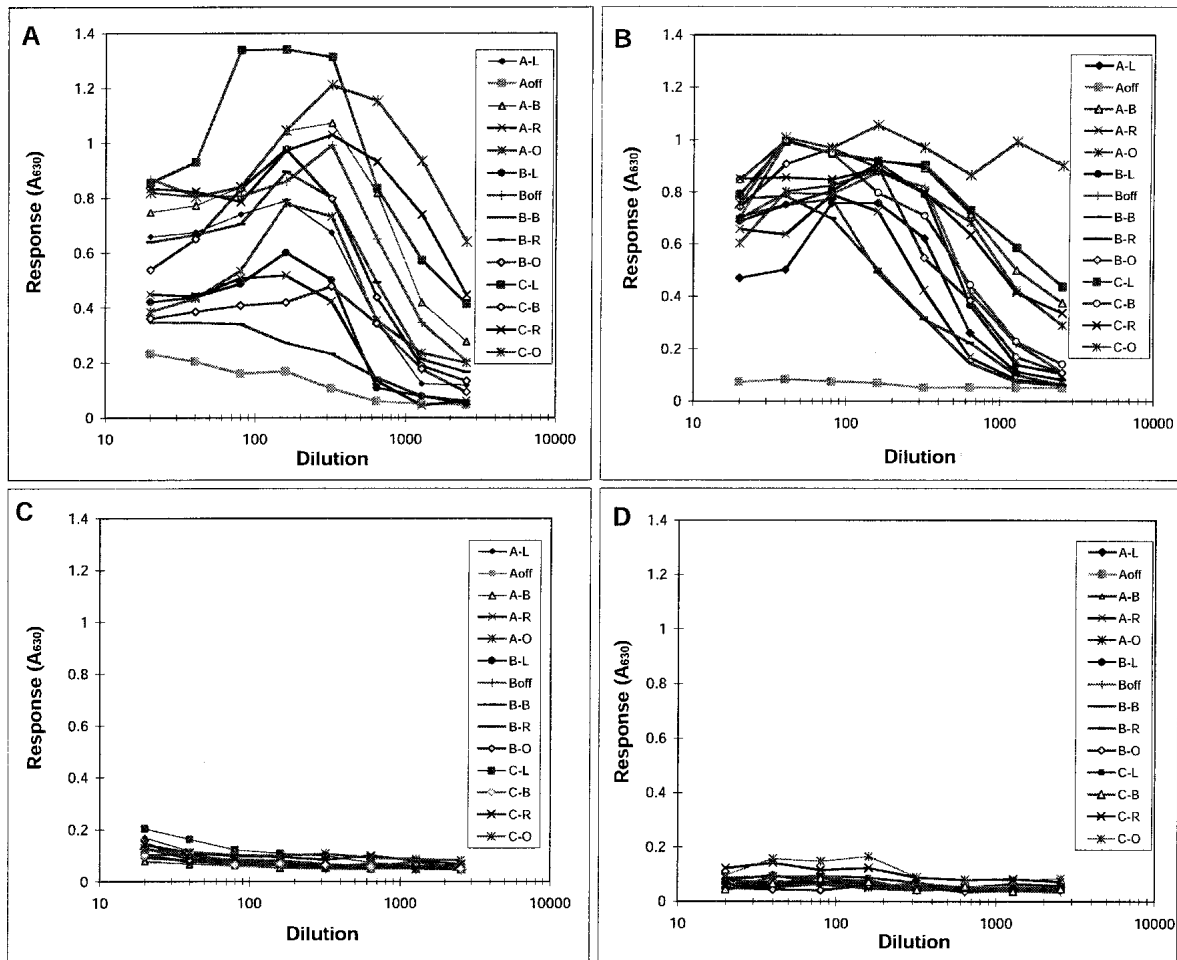 A
1.4
1.2
1
0.8
0.6
0.4
0.2
0
10
100
1000
10000
Response (A630)
Dilution
A-L
Aoff
A-B
A-R
A-O
B-L
Boff
B-B
B-R
B-O
C-L
C-B
C-R
C-O
B
1.4
1.2
1
0.8
0.6
0.4
0.2
0
10
100
1000
10000
Response (A630)
Dilution
A-L
Aoff
A-B
A-R
A-O
B-L
Boff
B-B
B-R
B-O
C-L
C-B
C-R
C-O
C
1.4
1.2
1
0.8
0.6
0.4
0.2
0
10
100
1000
10000
Response (A630)
Dilution
A-L
Aoff
A-B
A-R
A-O
B-L
Boff
B-B
B-R
B-O
C-L
C-B
C-R
C-O
D
1.4
1.2
1
0.8
0.6
0.4
0.2
0
10
100
1000
10000
Response (A630)
Dilution
A-L
Aoff
A-B
A-R
A-O
B-L
Boff
B-B
B-R
B-O
C-L
C-B
C-R
C-O